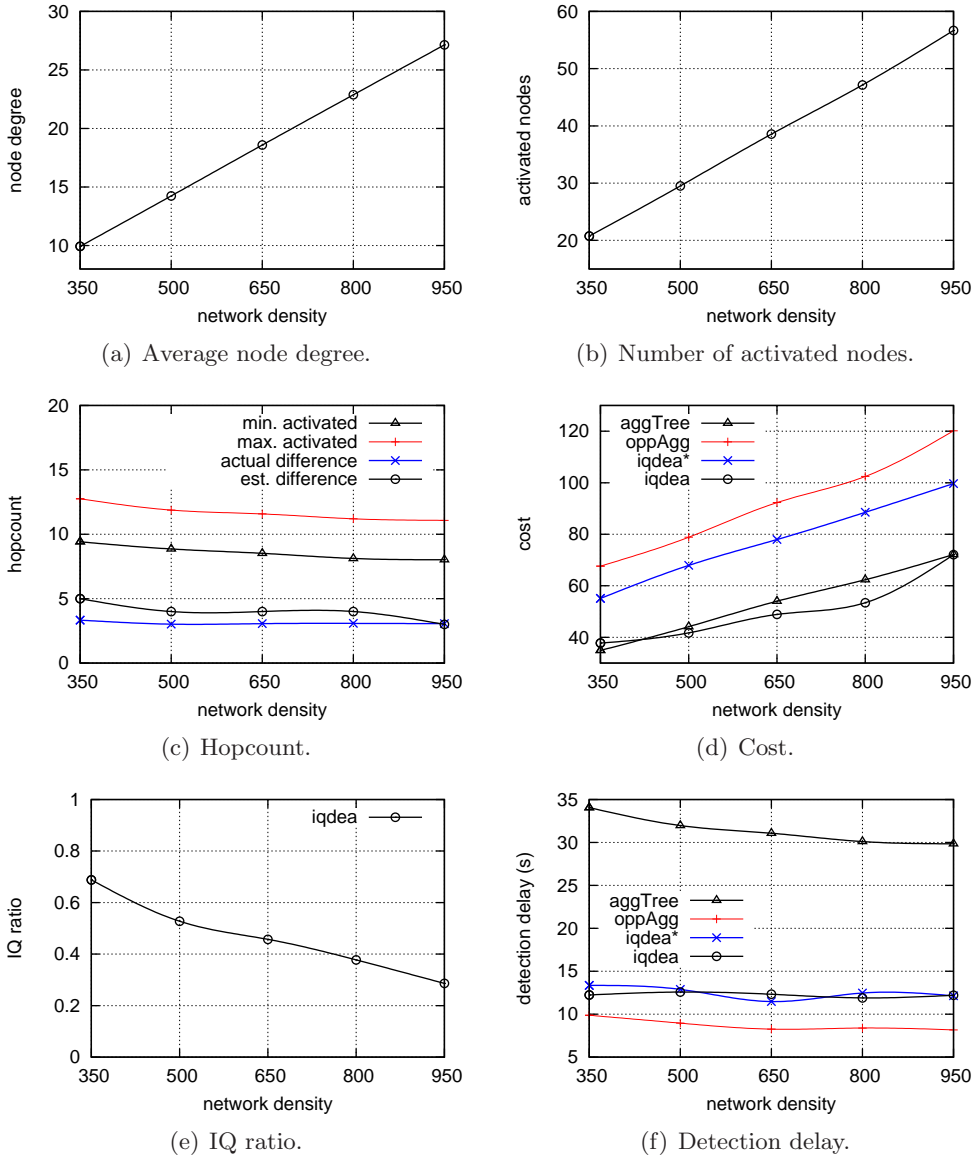 30
25
20
15
10
node degree
350 500 650 800 950
network density
(a) Average node degree.
60
50
40
30
20
activated nodes
350 500 650 800 950
network density
(b) Number of activated nodes.
20
15
10
5
0
hopcount
min. activated
max. activated
actual difference
est. difference
350 500 650 800 950
network density
(c) Hopcount.
120
100
80
60
40
cost
aggTree
oppAgg
iqdea*
iqdea
350 500 650 800 950
network density
(d) Cost.
1
0.8
0.6
0.4
0.2
0
IQ ratio
iqdea
350 500 650 800 950
network density
(e) IQ ratio.
35
30
25
20
15
10
5
detection delay (s)
aggTree
oppAgg
iqdea*
iqdea
350 500 650 800 950
network density
(f) Detection delay.